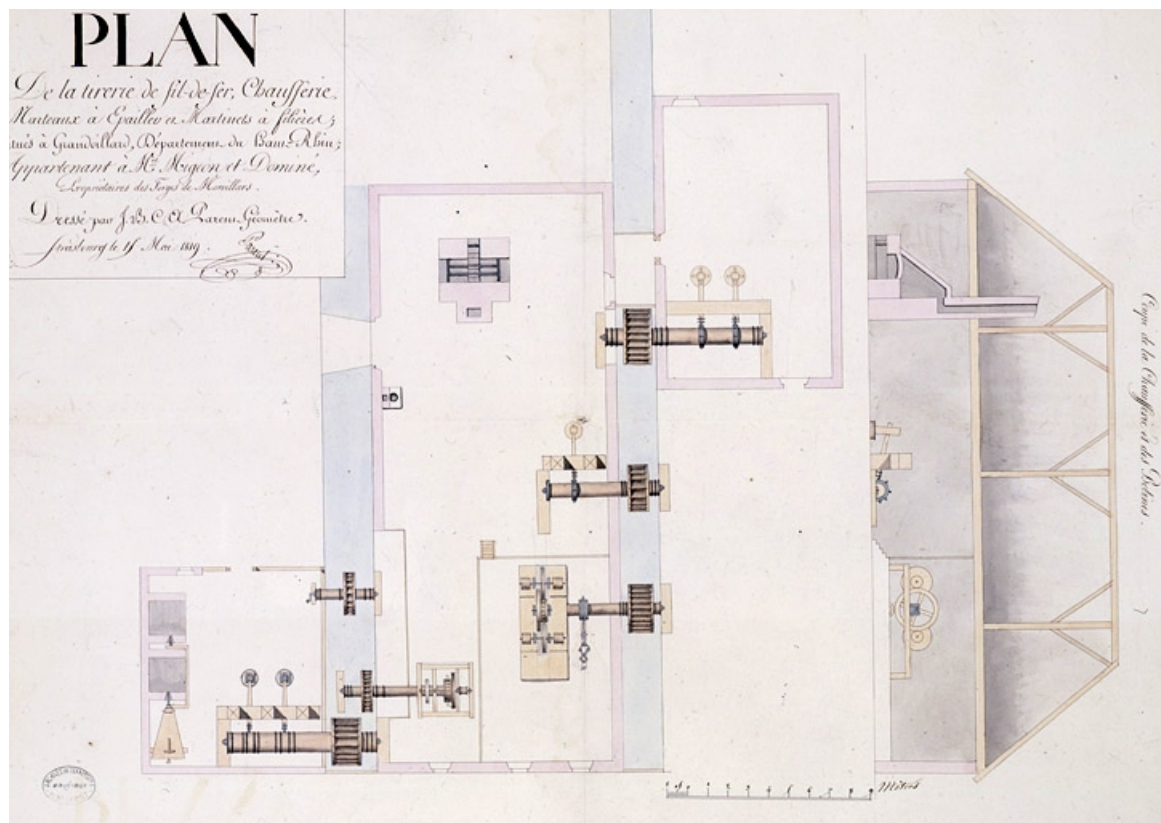 PLAN
De la tirerie de fil-de-fer, Chaufferie,
Marteaux à Epailler et Martinets à filières;
tués à Grandvillard, Département du Haut-Rhin;
Appartenant à Mrs. Migeon et Dominé,
Propriétaires des Forges de Morvillars.
Dressé par J. B. C. A. Parent Géomètre.
Strasbourg le 15 Mai 1819.
Parent
Coupe de la Chaufferie et des Bobines.
Mètres